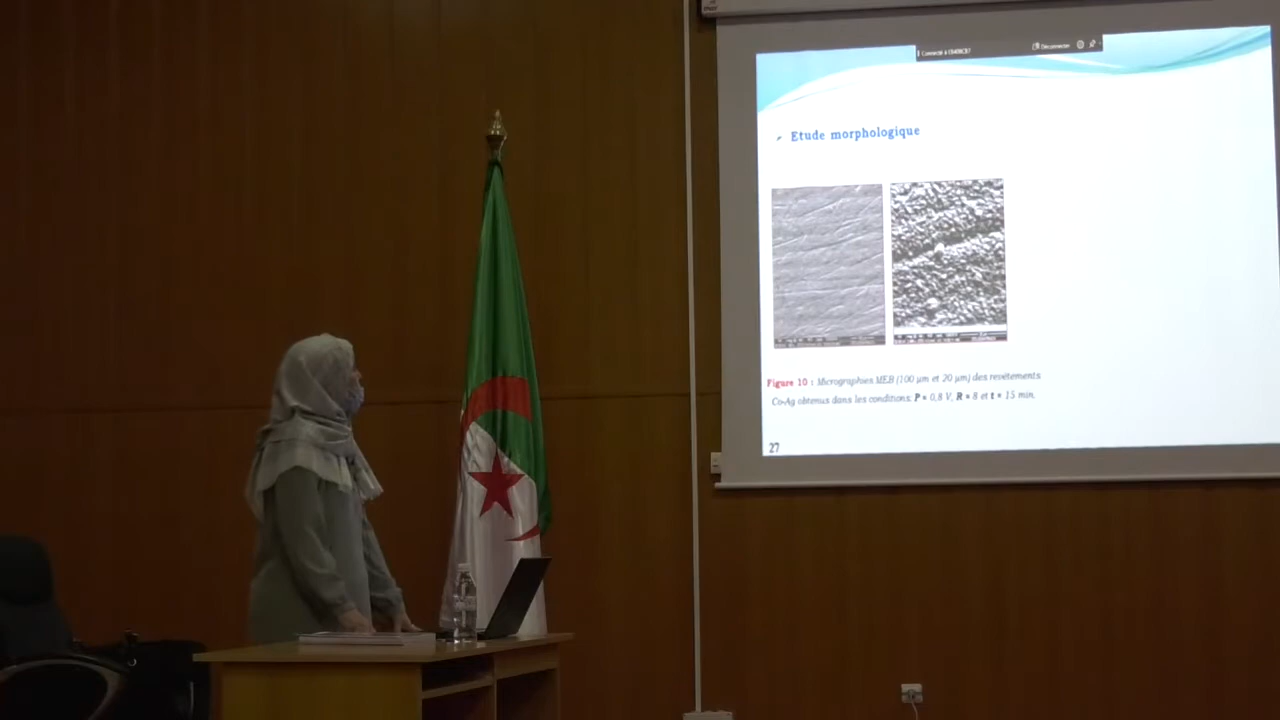 Déconnecter
Etude morphologique
Figure 10 : Micrographies MEB (100 µm et 20 µm) des revêtements
Co-Ag obtenus dans les conditions: P = 0,8 V, R = 8 et t = 15 min.
27